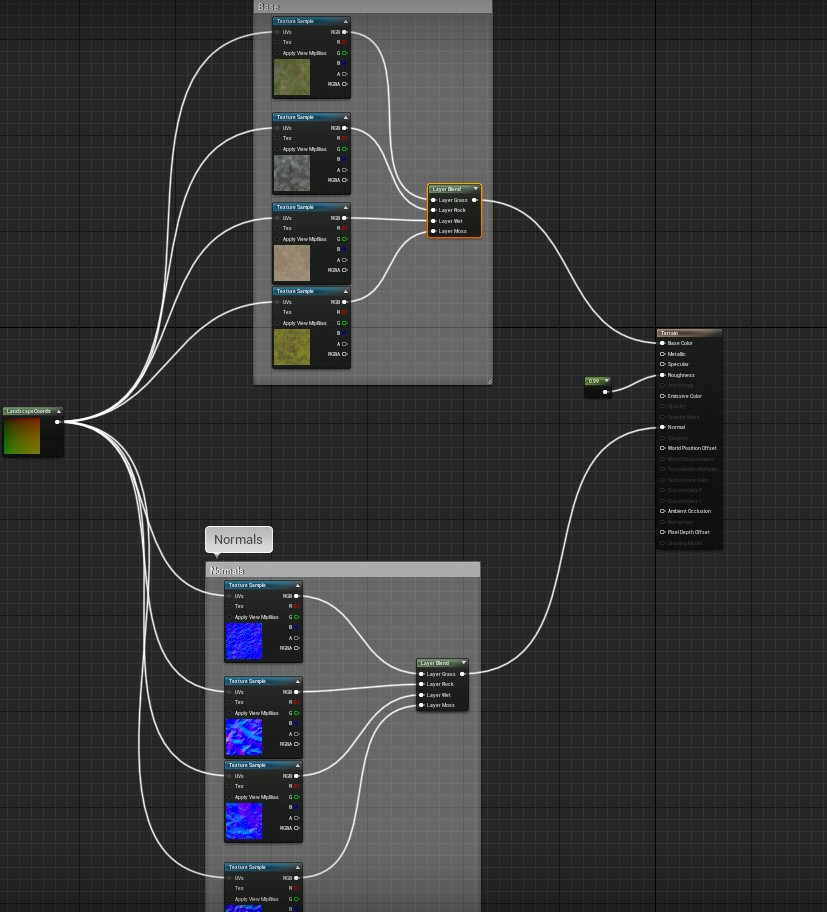 Base
Texture Sample
UVs RGB
Tex R
Apply View MipBias G
B
A
RGBA
Texture Sample
UVs RGB
Tex R
Apply View MipBias G
B
A
RGBA
Layer Blend
Layer Grass
Layer Rock
Layer Wet
Layer Moss
Texture Sample
UVs RGB
Tex R
Apply View MipBias G
B
A
RGBA
Texture Sample
UVs RGB
Tex R
Apply View MipBias G
B
A
RGBA
Terrain
Base Color
Metallic
Specular
Roughness
Anisotropy
Emissive Color
Opacity
Opacity Mask
Normal
Tangent
World Position Offset
World Displacement
Tessellation Multiplier
Subsurface Color
Custom Data 0
Custom Data 1
Ambient Occlusion
Refraction
Pixel Depth Offset
Shading Model
0.99
LandscapeCoords
Normals
Normals
Texture Sample
UVs RGB
Tex R
Apply View MipBias G
B
A
RGBA
Layer Blend
Layer Grass
Layer Rock
Layer Wet
Layer Moss
Texture Sample
UVs RGB
Tex R
Apply View MipBias G
B
A
RGBA
Texture Sample
UVs RGB
Tex R
Apply View MipBias G
B
A
RGBA
Texture Sample
UVs RGB
Tex R
Apply View MipBias G
B